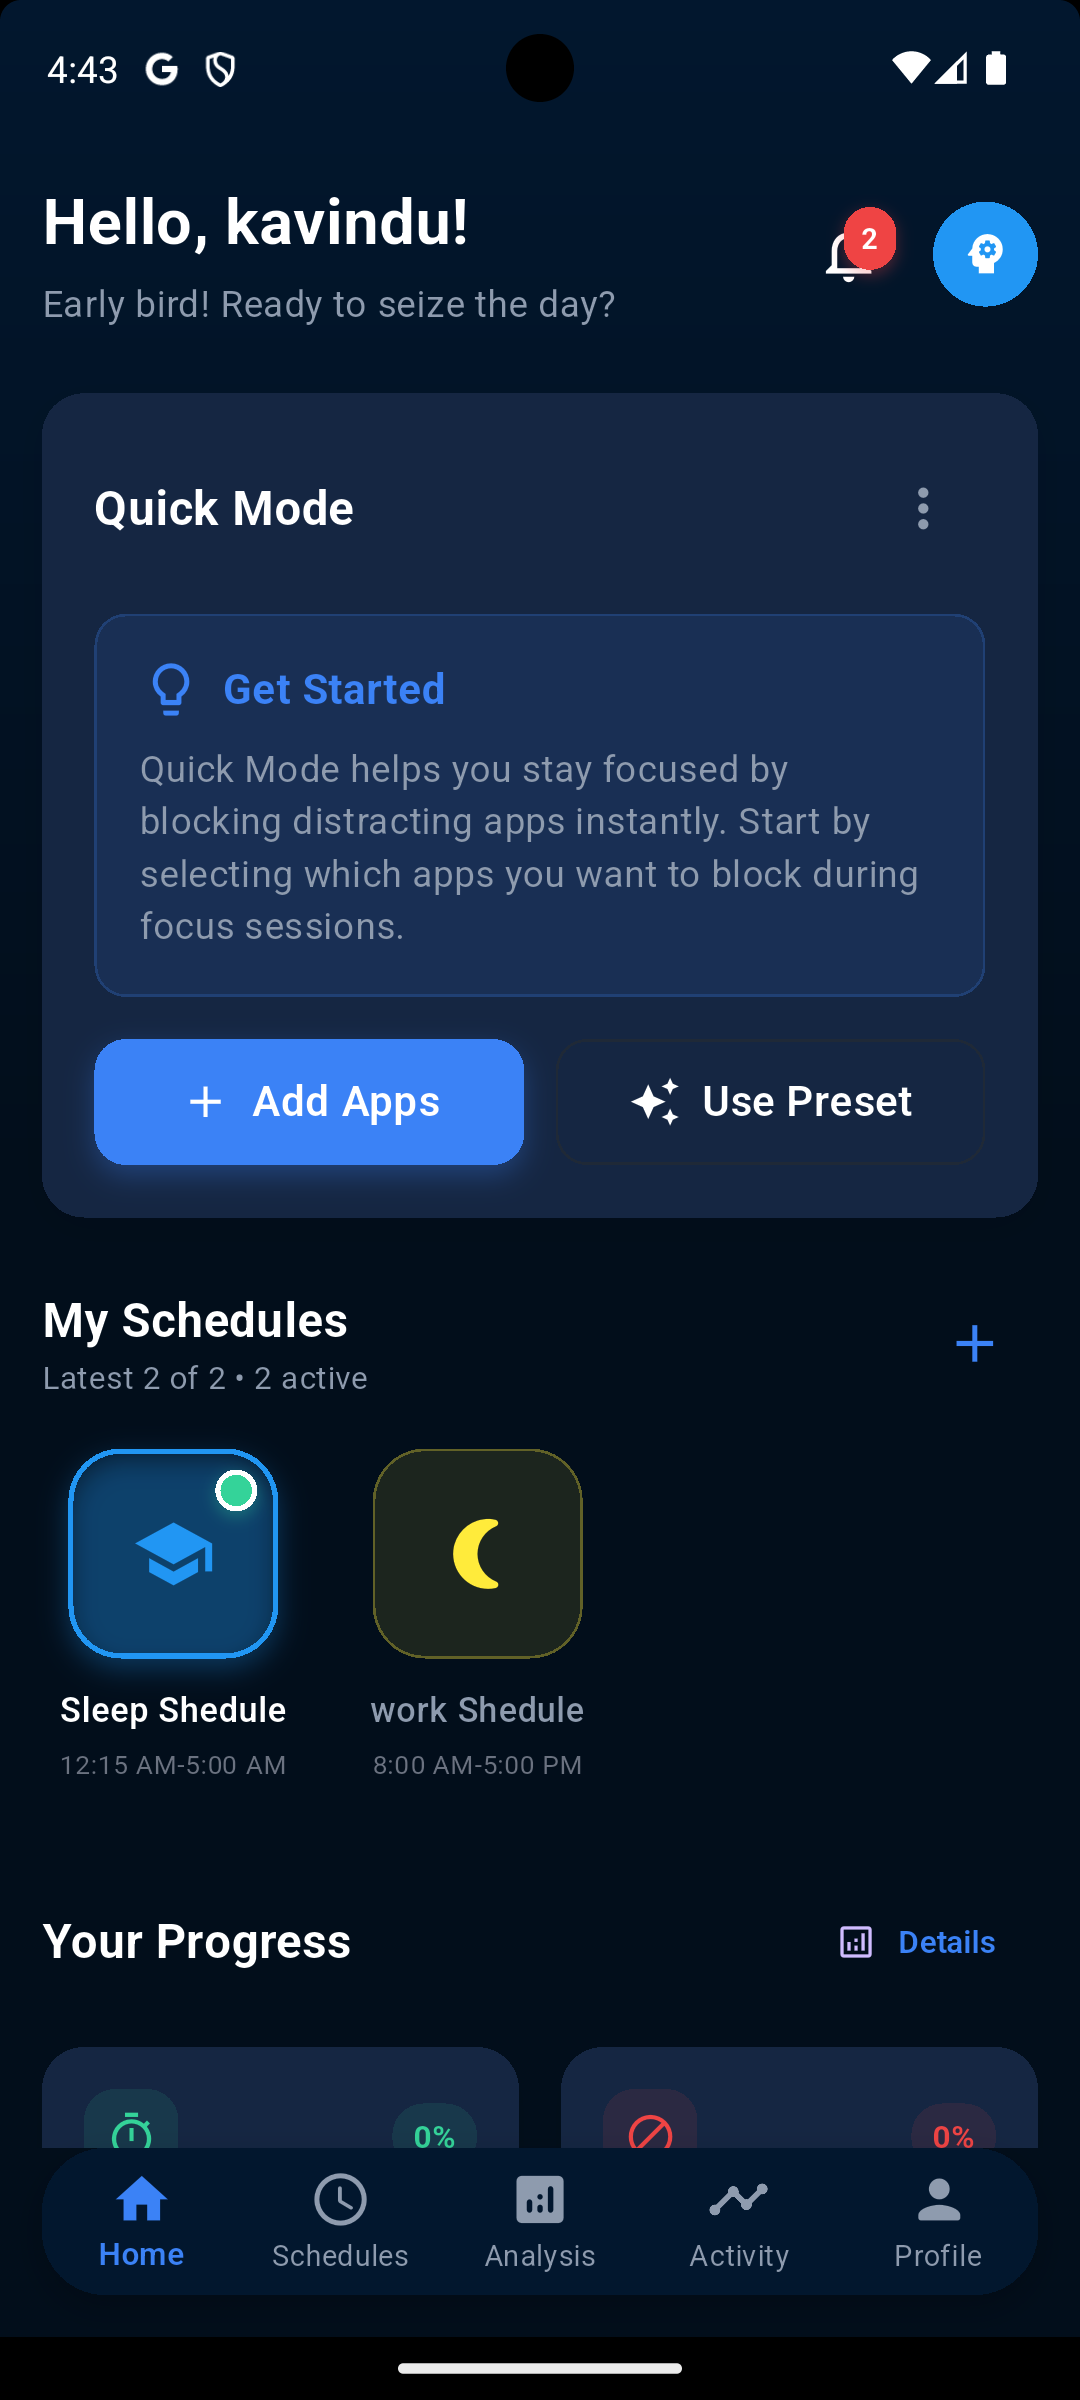 4:43
Hello, kavindu!
2
Early bird! Ready to seize the day?
Quick Mode
Get Started
Quick Mode helps you stay focused by
blocking distracting apps instantly. Start by
selecting which apps you want to block during
focus sessions.
Add Apps
Use Preset
My Schedules
Latest 2 of 2 • 2 active
Sleep Shedule
12:15 AM-5:00 AM
work Shedule
8:00 AM-5:00 PM
Your Progress
Details
0%
0%
Home
Schedules
Analysis
Activity
Profile